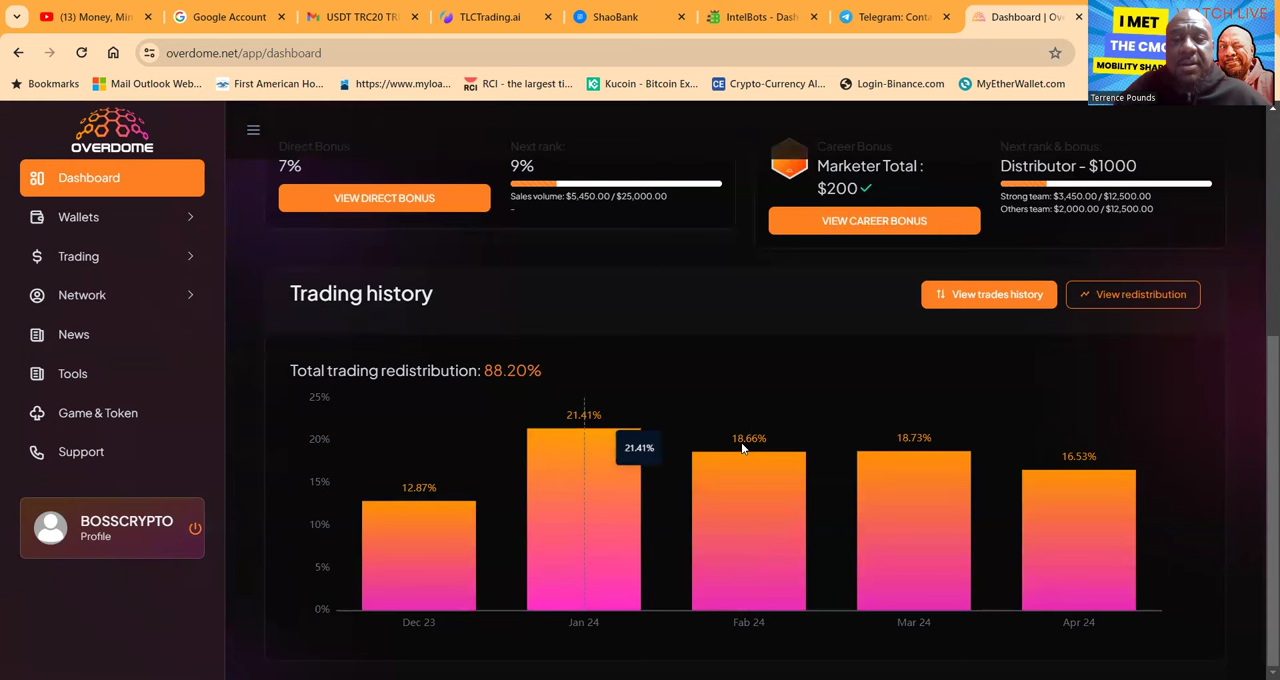 (13) Money, Min
Google Account
USDT TRC20 TR
TLCTrading.ai
ShaoBank
IntelBots - Dash
Telegram: Conta
Dashboard | Ov
overdome.net/app/dashboard
Bookmarks
Mail Outlook Web...
First American Ho...
https://www.myloa...
RCI - the largest ti...
Kucoin - Bitcoin Ex...
Crypto-Currency Al...
Login-Binance.com
MyEtherWallet.com
WATCH LIVE
I MET
THE CMO
MOBILITY SHAR
Terrence Pounds
OVERDOME
Dashboard
Wallets
Trading
Network
News
Tools
Game & Token
Support
BOSSCRYPTO
Profile
Direct Bonus
7%
VIEW DIRECT BONUS
Next rank:
9%
Sales volume: $5,450.00 / $25,000.00
-
Career Bonus
Marketer Total :
$200
VIEW CAREER BONUS
Next rank & bonus:
Distributor - $1000
Strong team: $3,450.00 / $12,500.00
Others team: $2,000.00 / $12,500.00
Trading history
View trades history
View redistribution
Total trading redistribution: 88.20%
25%
20%
15%
10%
5%
0%
12.87%
21.41%
21.41%
18.66%
18.73%
16.53%
Dec 23
Jan 24
Fab 24
Mar 24
Apr 24